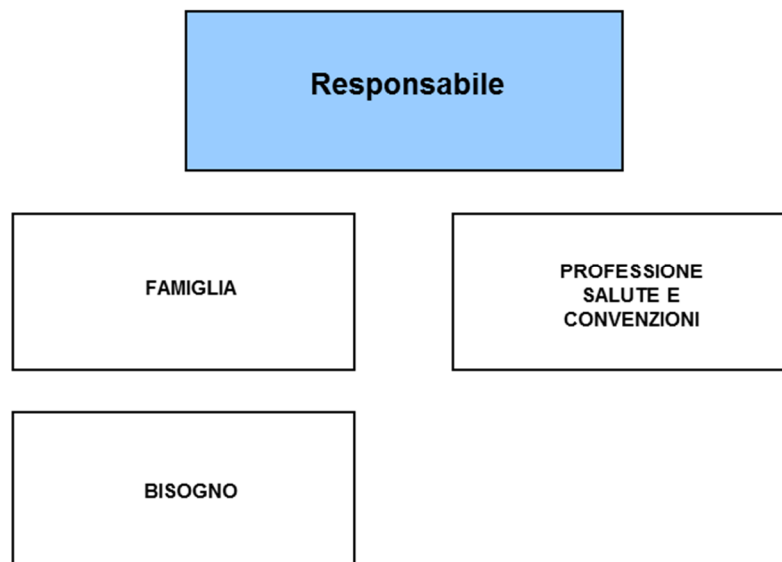 Responsabile
FAMIGLIA
PROFESSIONE
SALUTE E
CONVENZIONI
BISOGNO